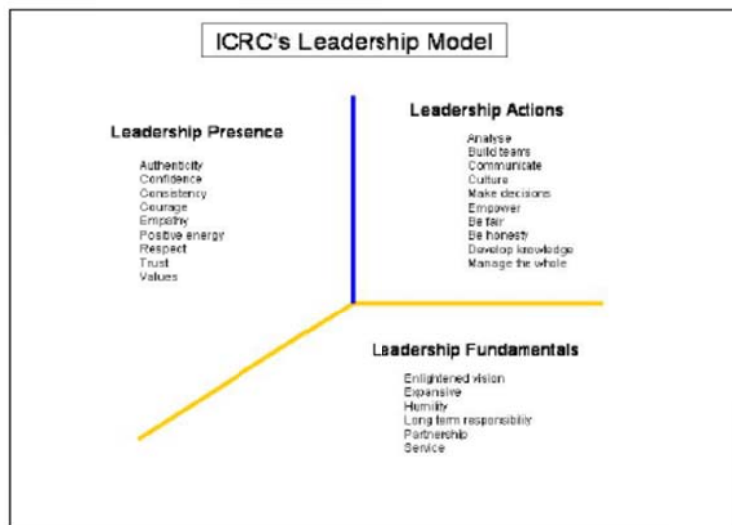 ICRC's Leadership Model
Leadership Presence
Authenticity
Confidence
Consistency
Courage
Empathy
Positive energy
Respect
Trust
Values
Leadership Actions
Analyse
Build teams
Communicate
Culture
Make decisions
Empower
Be fair
Be honesty
Develop knowledge
Manage the whole
Leadership Fundamentals
Enlightened vision
Expansive
Humility
Long term responsibility
Partnership
Service